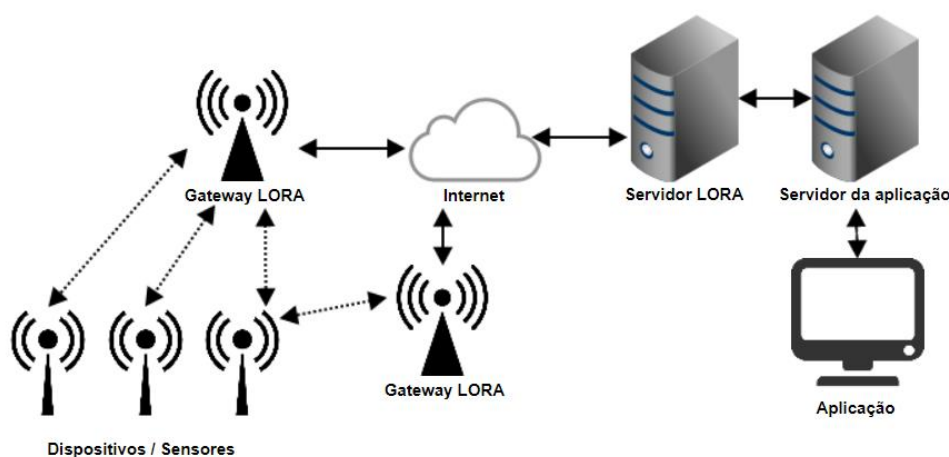 Gateway LORA
Internet
Servidor LORA
Servidor da aplicação
Gateway LORA
Aplicação
Dispositivos / Sensores